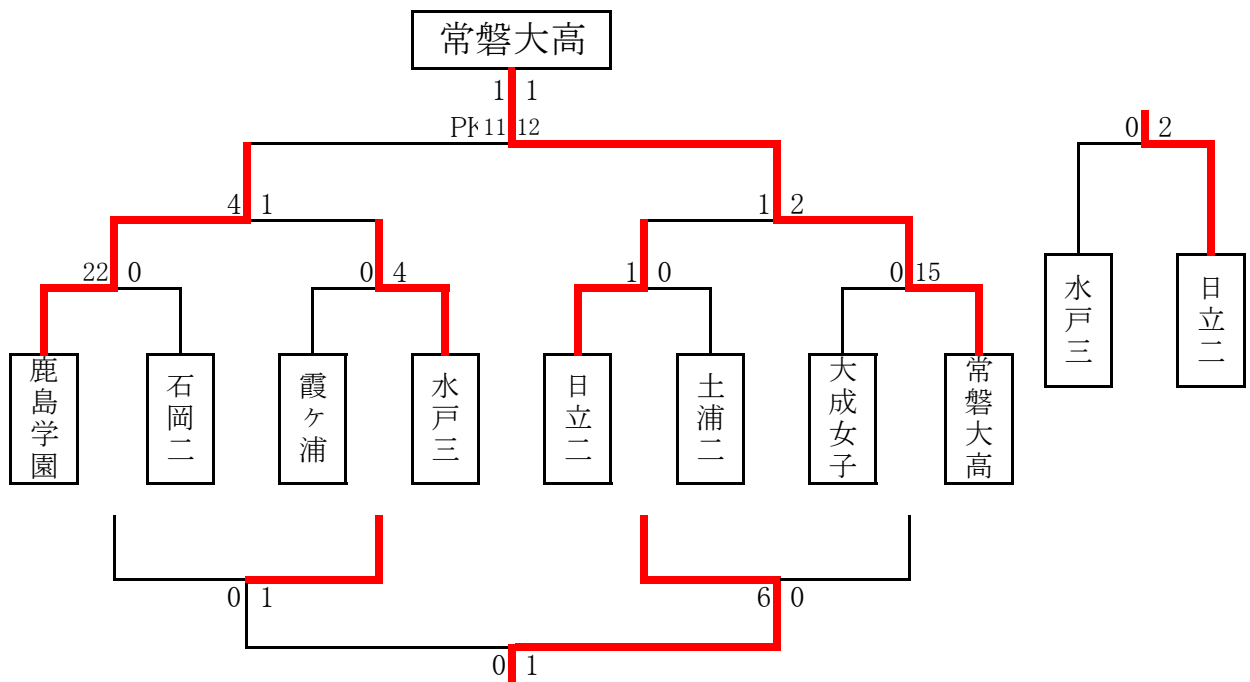 常磐大高
1 1
PK 11 12
0 2
4 1
1 2
22 0
0 4
1 0
0 15
水戸三
日立二
鹿島学園
石岡二
霞ヶ浦
水戸三
日立二
土浦二
大成女子
常磐大高
0 1
6 0
0 1